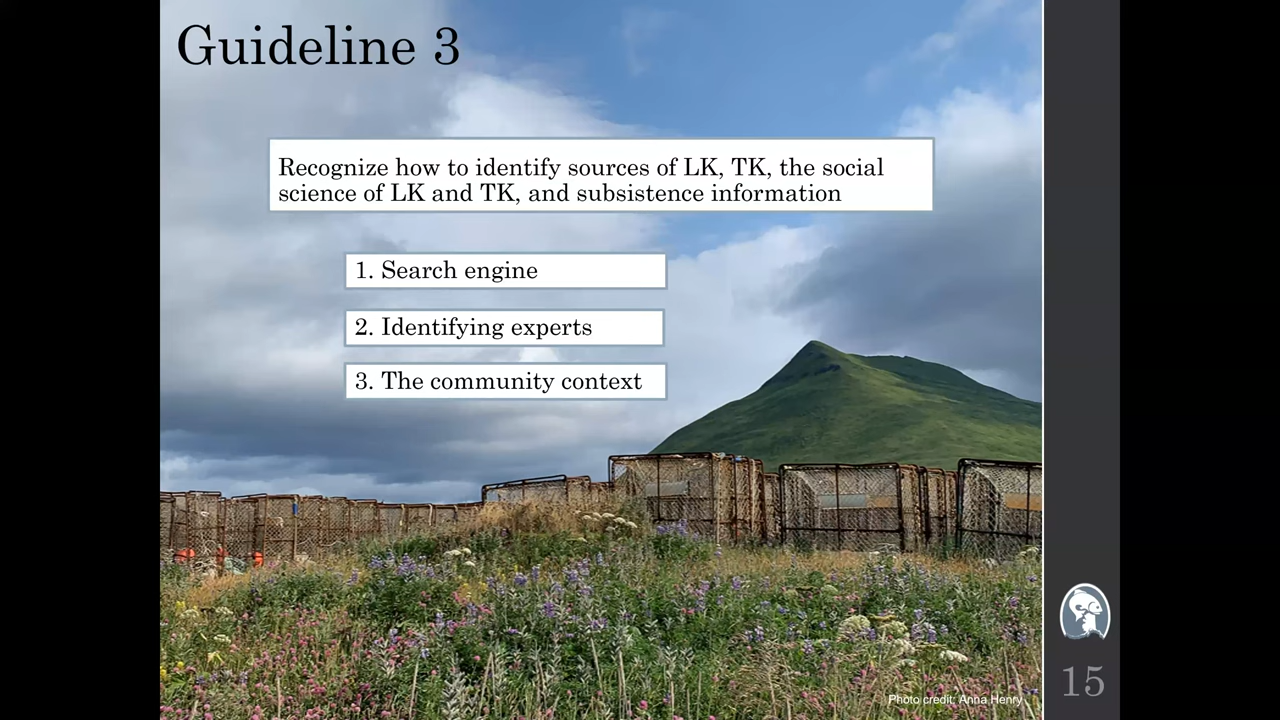 Guideline 3
Recognize how to identify sources of LK, TK, the social
science of LK and TK, and subsistence information
1. Search engine
2. Identifying experts
3. The community context
15
Photo credit: Anna Henry